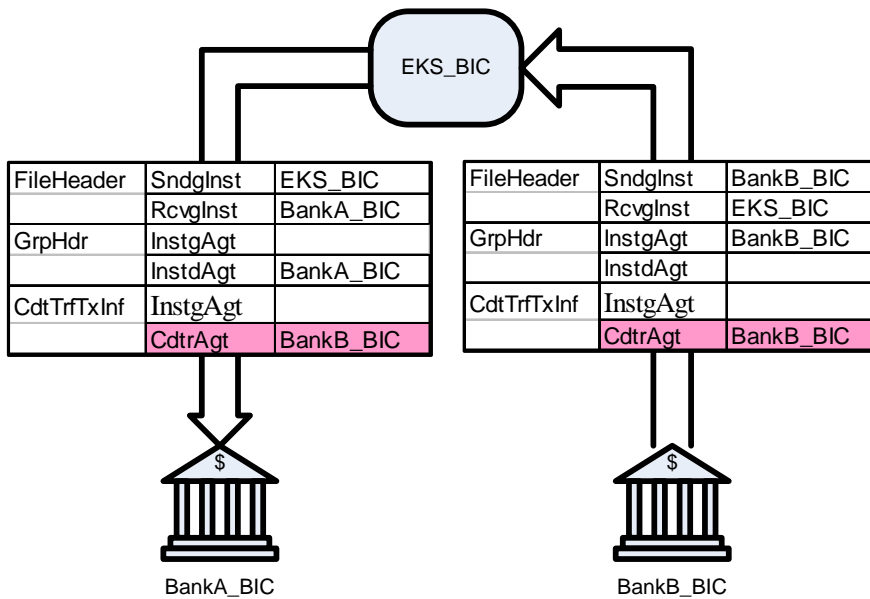 EKS_BIC
FileHeader SndgInst EKS_BIC
RcvgInst BankA_BIC
GrpHdr InstgAgt
InstdAgt BankA_BIC
CdtTrfTxInf InstgAgt
CdtrAgt BankB_BIC
FileHeader SndgInst BankB_BIC
RcvgInst EKS_BIC
GrpHdr InstgAgt BankB_BIC
InstdAgt
CdtTrfTxInf InstgAgt
CdtrAgt BankB_BIC
$
$
BankA_BIC
BankB_BIC